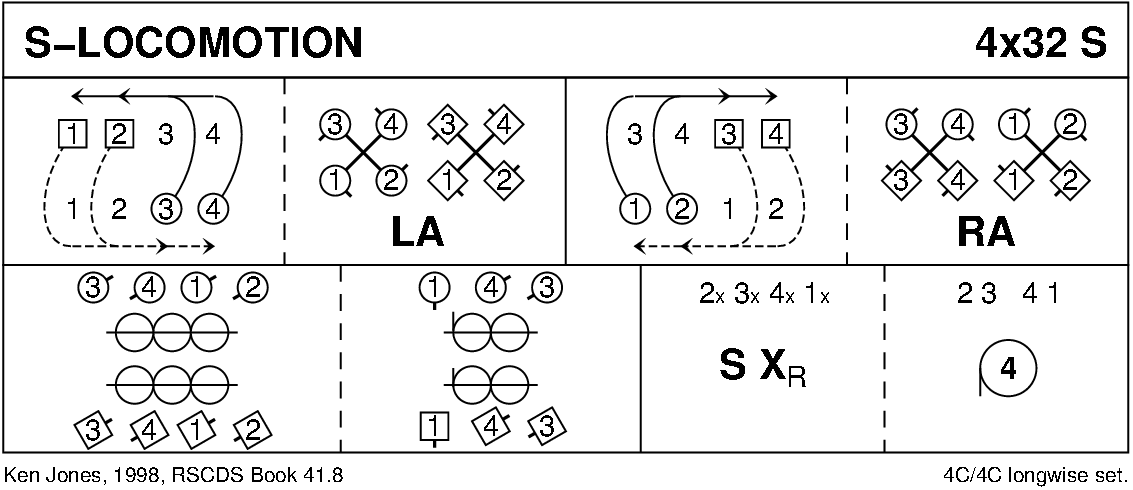 S–LOCOMOTION 4x32 S
1 2 3 4 3 4 3 4 3 4 3 4 3 4 1 2
1 2 3 4 1 2 1 2 1 2 1 2 3 4 1 2
LA RA
3 4 1 2 1 4 3 2x 3x 4x 1x 2 3 4 1
S XR 4
3 4 1 2 1 4 3
Ken Jones, 1998, RSCDS Book 41.8 4C/4C longwise set.